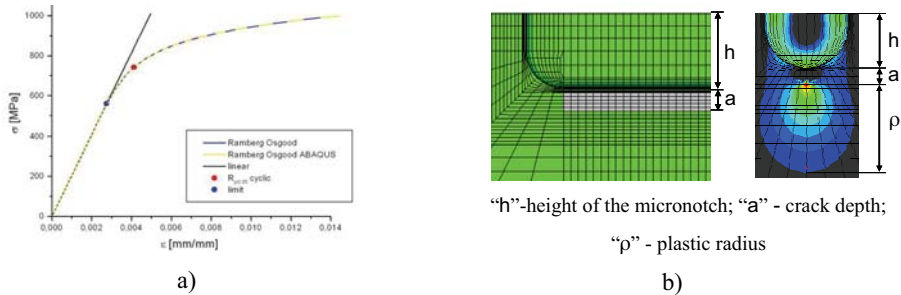 1000
800
600
400
200
0
σ [MPa]
0,000 0,002 0,004 0,006 0,008 0,010 0,012 0,014
ε [mm/mm]
Ramberg Osgood
Ramberg Osgood ABAQUS
linear
cyclic
limit
a)
h
a
h
a
ρ
“h”-height of the micronotch; “a” - crack depth;
“ρ” - plastic radius
b)